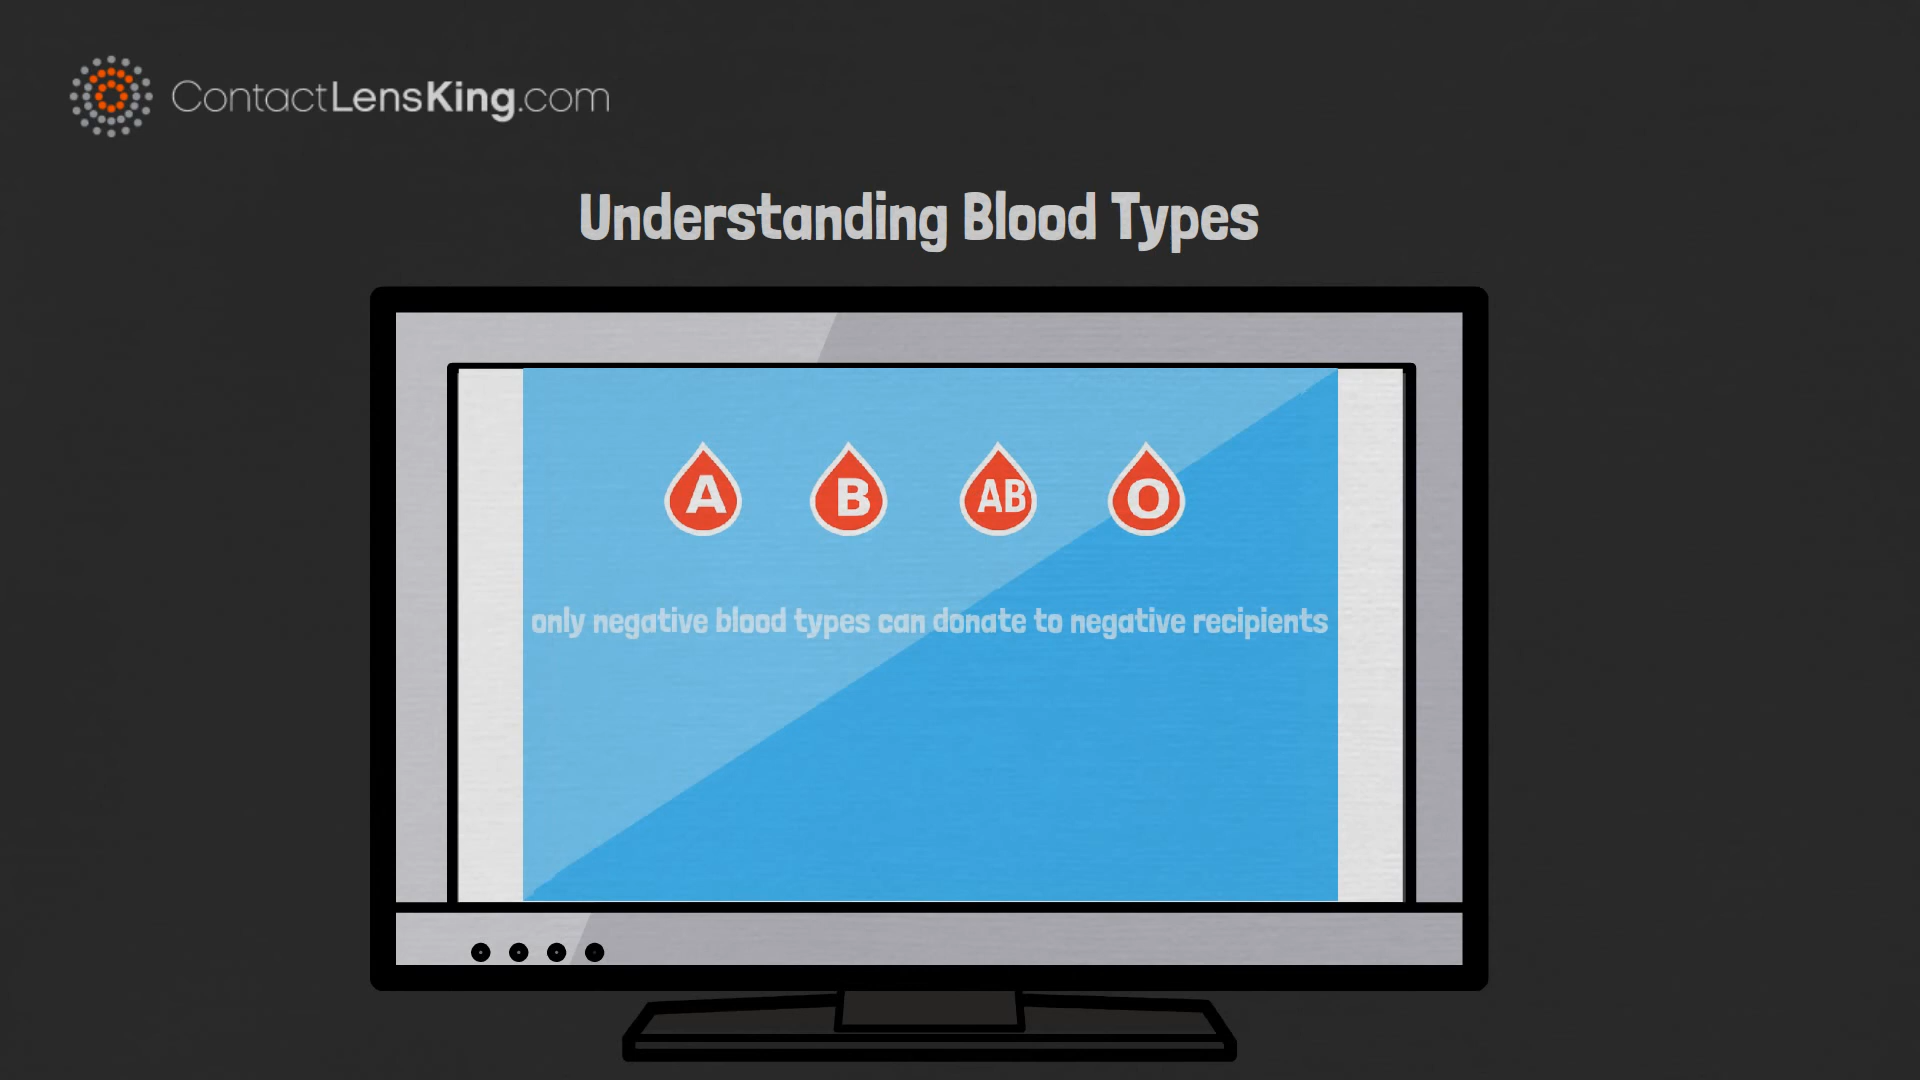 ContactLensKing.com
Understanding Blood Types
A B AB O
only negative blood types can donate to negative recipients